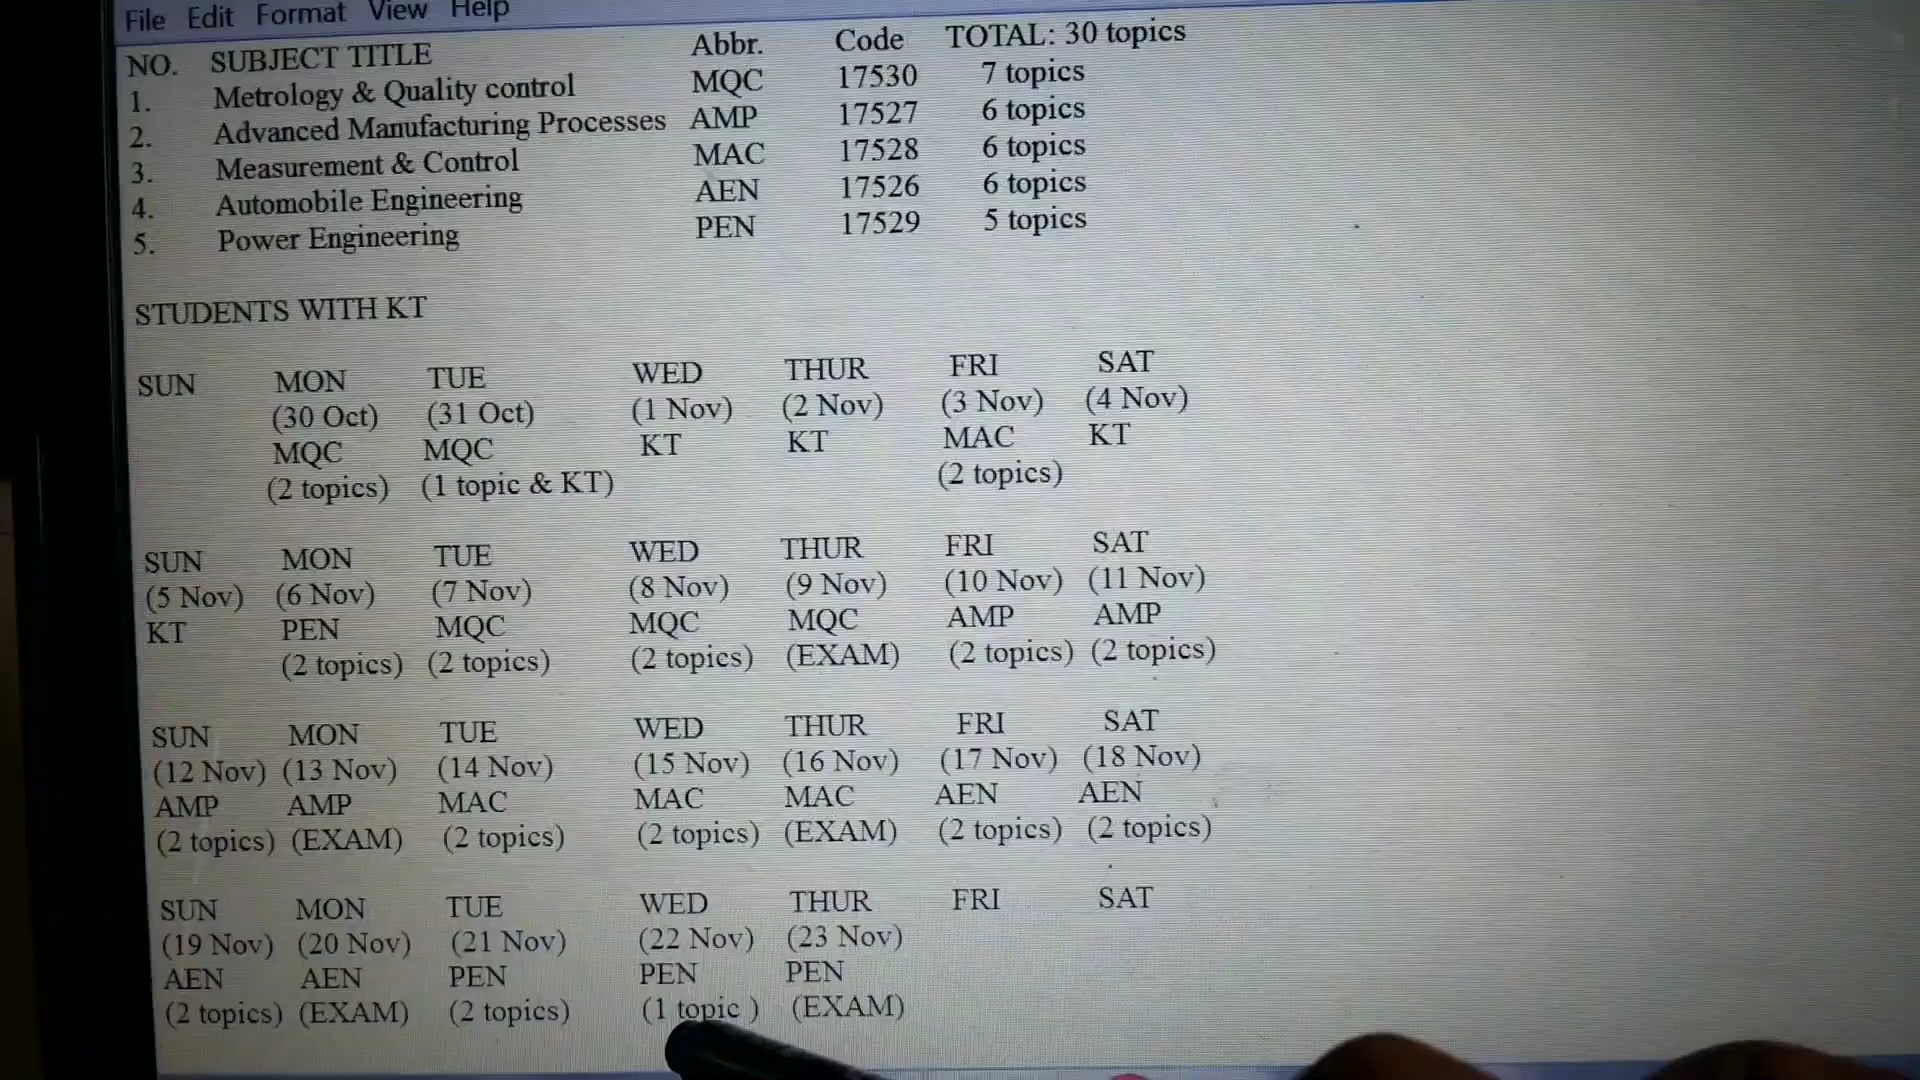 File Edit Format View Help
NO. SUBJECT TITLE Abbr. Code TOTAL: 30 topics
1. Metrology & Quality control MQC 17530 7 topics
2. Advanced Manufacturing Processes AMP 17527 6 topics
3. Measurement & Control MAC 17528 6 topics
4. Automobile Engineering AEN 17526 6 topics
5. Power Engineering PEN 17529 5 topics
STUDENTS WITH KT
SUN MON TUE WED THUR FRI SAT
(30 Oct) (31 Oct) (1 Nov) (2 Nov) (3 Nov) (4 Nov)
MQC MQC KT KT MAC KT
(2 topics) (1 topic & KT) (2 topics)
SUN MON TUE WED THUR FRI SAT
(5 Nov) (6 Nov) (7 Nov) (8 Nov) (9 Nov) (10 Nov) (11 Nov)
KT PEN MQC MQC MQC AMP AMP
(2 topics) (2 topics) (2 topics) (EXAM) (2 topics) (2 topics)
SUN MON TUE WED THUR FRI SAT
(12 Nov) (13 Nov) (14 Nov) (15 Nov) (16 Nov) (17 Nov) (18 Nov)
AMP AMP MAC MAC MAC AEN AEN
(2 topics) (EXAM) (2 topics) (2 topics) (EXAM) (2 topics) (2 topics)
SUN MON TUE WED THUR FRI SAT
(19 Nov) (20 Nov) (21 Nov) (22 Nov) (23 Nov)
AEN AEN PEN PEN PEN
(2 topics) (EXAM) (2 topics) (1 topic ) (EXAM)